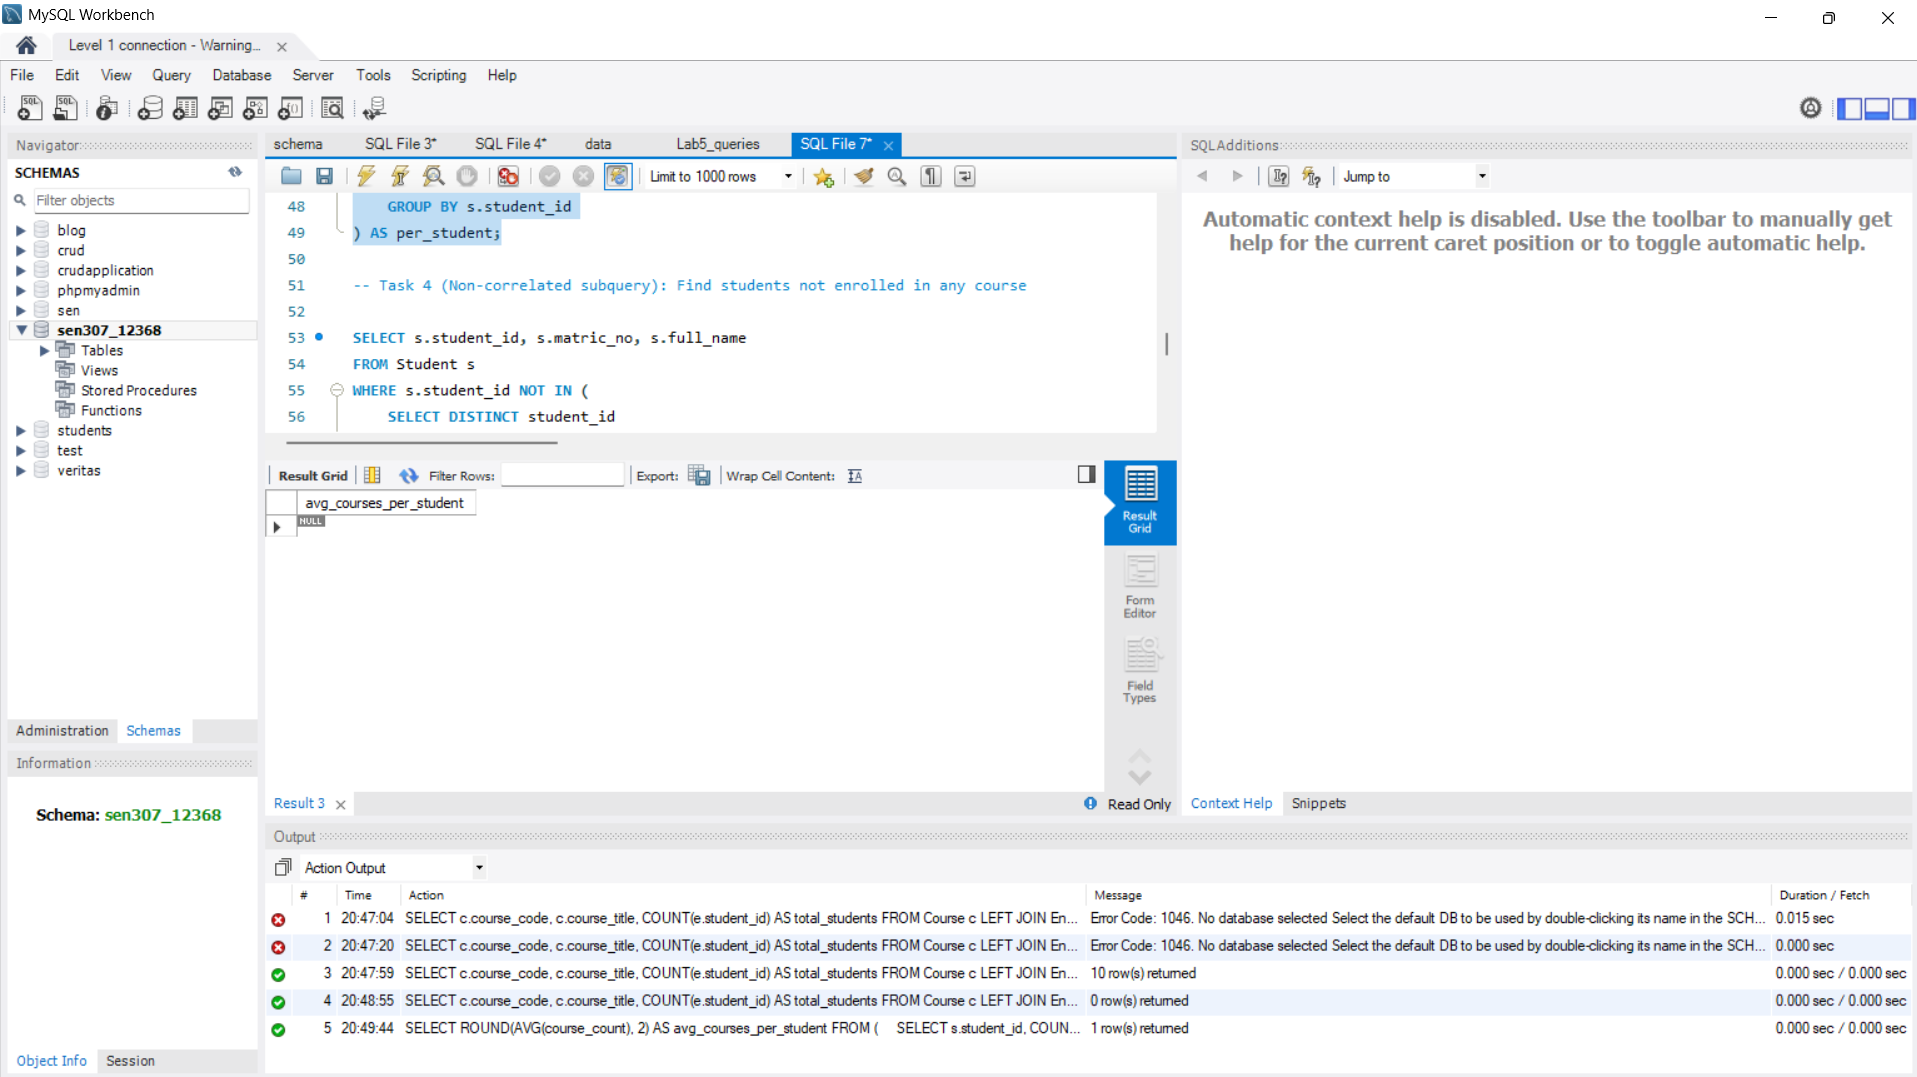 MySQL Workbench
Level 1 connection - Warning...
File Edit View Query Database Server Tools Scripting Help
Navigator
SCHEMAS
Filter objects
blog
crud
crudapplication
phpmyadmin
sen
sen307_12368
Tables
Views
Stored Procedures
Functions
students
test
veritas
Administration Schemas
Information
Schema: sen307_12368
Object Info Session
schema SQL File 3* SQL File 4* data Lab5_queries SQL File 7*
Limit to 1000 rows
48 GROUP BY s.student_id
49 ) AS per_student;
50
51 -- Task 4 (Non-correlated subquery): Find students not enrolled in any course
52
53 SELECT s.student_id, s.matric_no, s.full_name
54 FROM Student s
55 WHERE s.student_id NOT IN (
56 SELECT DISTINCT student_id
Result Grid Filter Rows: Export: Wrap Cell Content:
avg_courses_per_student
NULL
Result Grid
Form Editor
Field Types
Result 3 Read Only
SQLAdditions
Jump to
Automatic context help is disabled. Use the toolbar to manually get
help for the current caret position or to toggle automatic help.
Context Help Snippets
Output
Action Output
# Time Action Message Duration / Fetch
1 20:47:04 SELECT c.course_code, c.course_title, COUNT(e.student_id) AS total_students FROM Course c LEFT JOIN En... Error Code: 1046. No database selected Select the default DB to be used by double-clicking its name in the SCH... 0.015 sec
2 20:47:20 SELECT c.course_code, c.course_title, COUNT(e.student_id) AS total_students FROM Course c LEFT JOIN En... Error Code: 1046. No database selected Select the default DB to be used by double-clicking its name in the SCH... 0.000 sec
3 20:47:59 SELECT c.course_code, c.course_title, COUNT(e.student_id) AS total_students FROM Course c LEFT JOIN En... 10 row(s) returned 0.000 sec / 0.000 sec
4 20:48:55 SELECT c.course_code, c.course_title, COUNT(e.student_id) AS total_students FROM Course c LEFT JOIN En... 0 row(s) returned 0.000 sec / 0.000 sec
5 20:49:44 SELECT ROUND(AVG(course_count), 2) AS avg_courses_per_student FROM ( SELECT s.student_id, COUN... 1 row(s) returned 0.000 sec / 0.000 sec